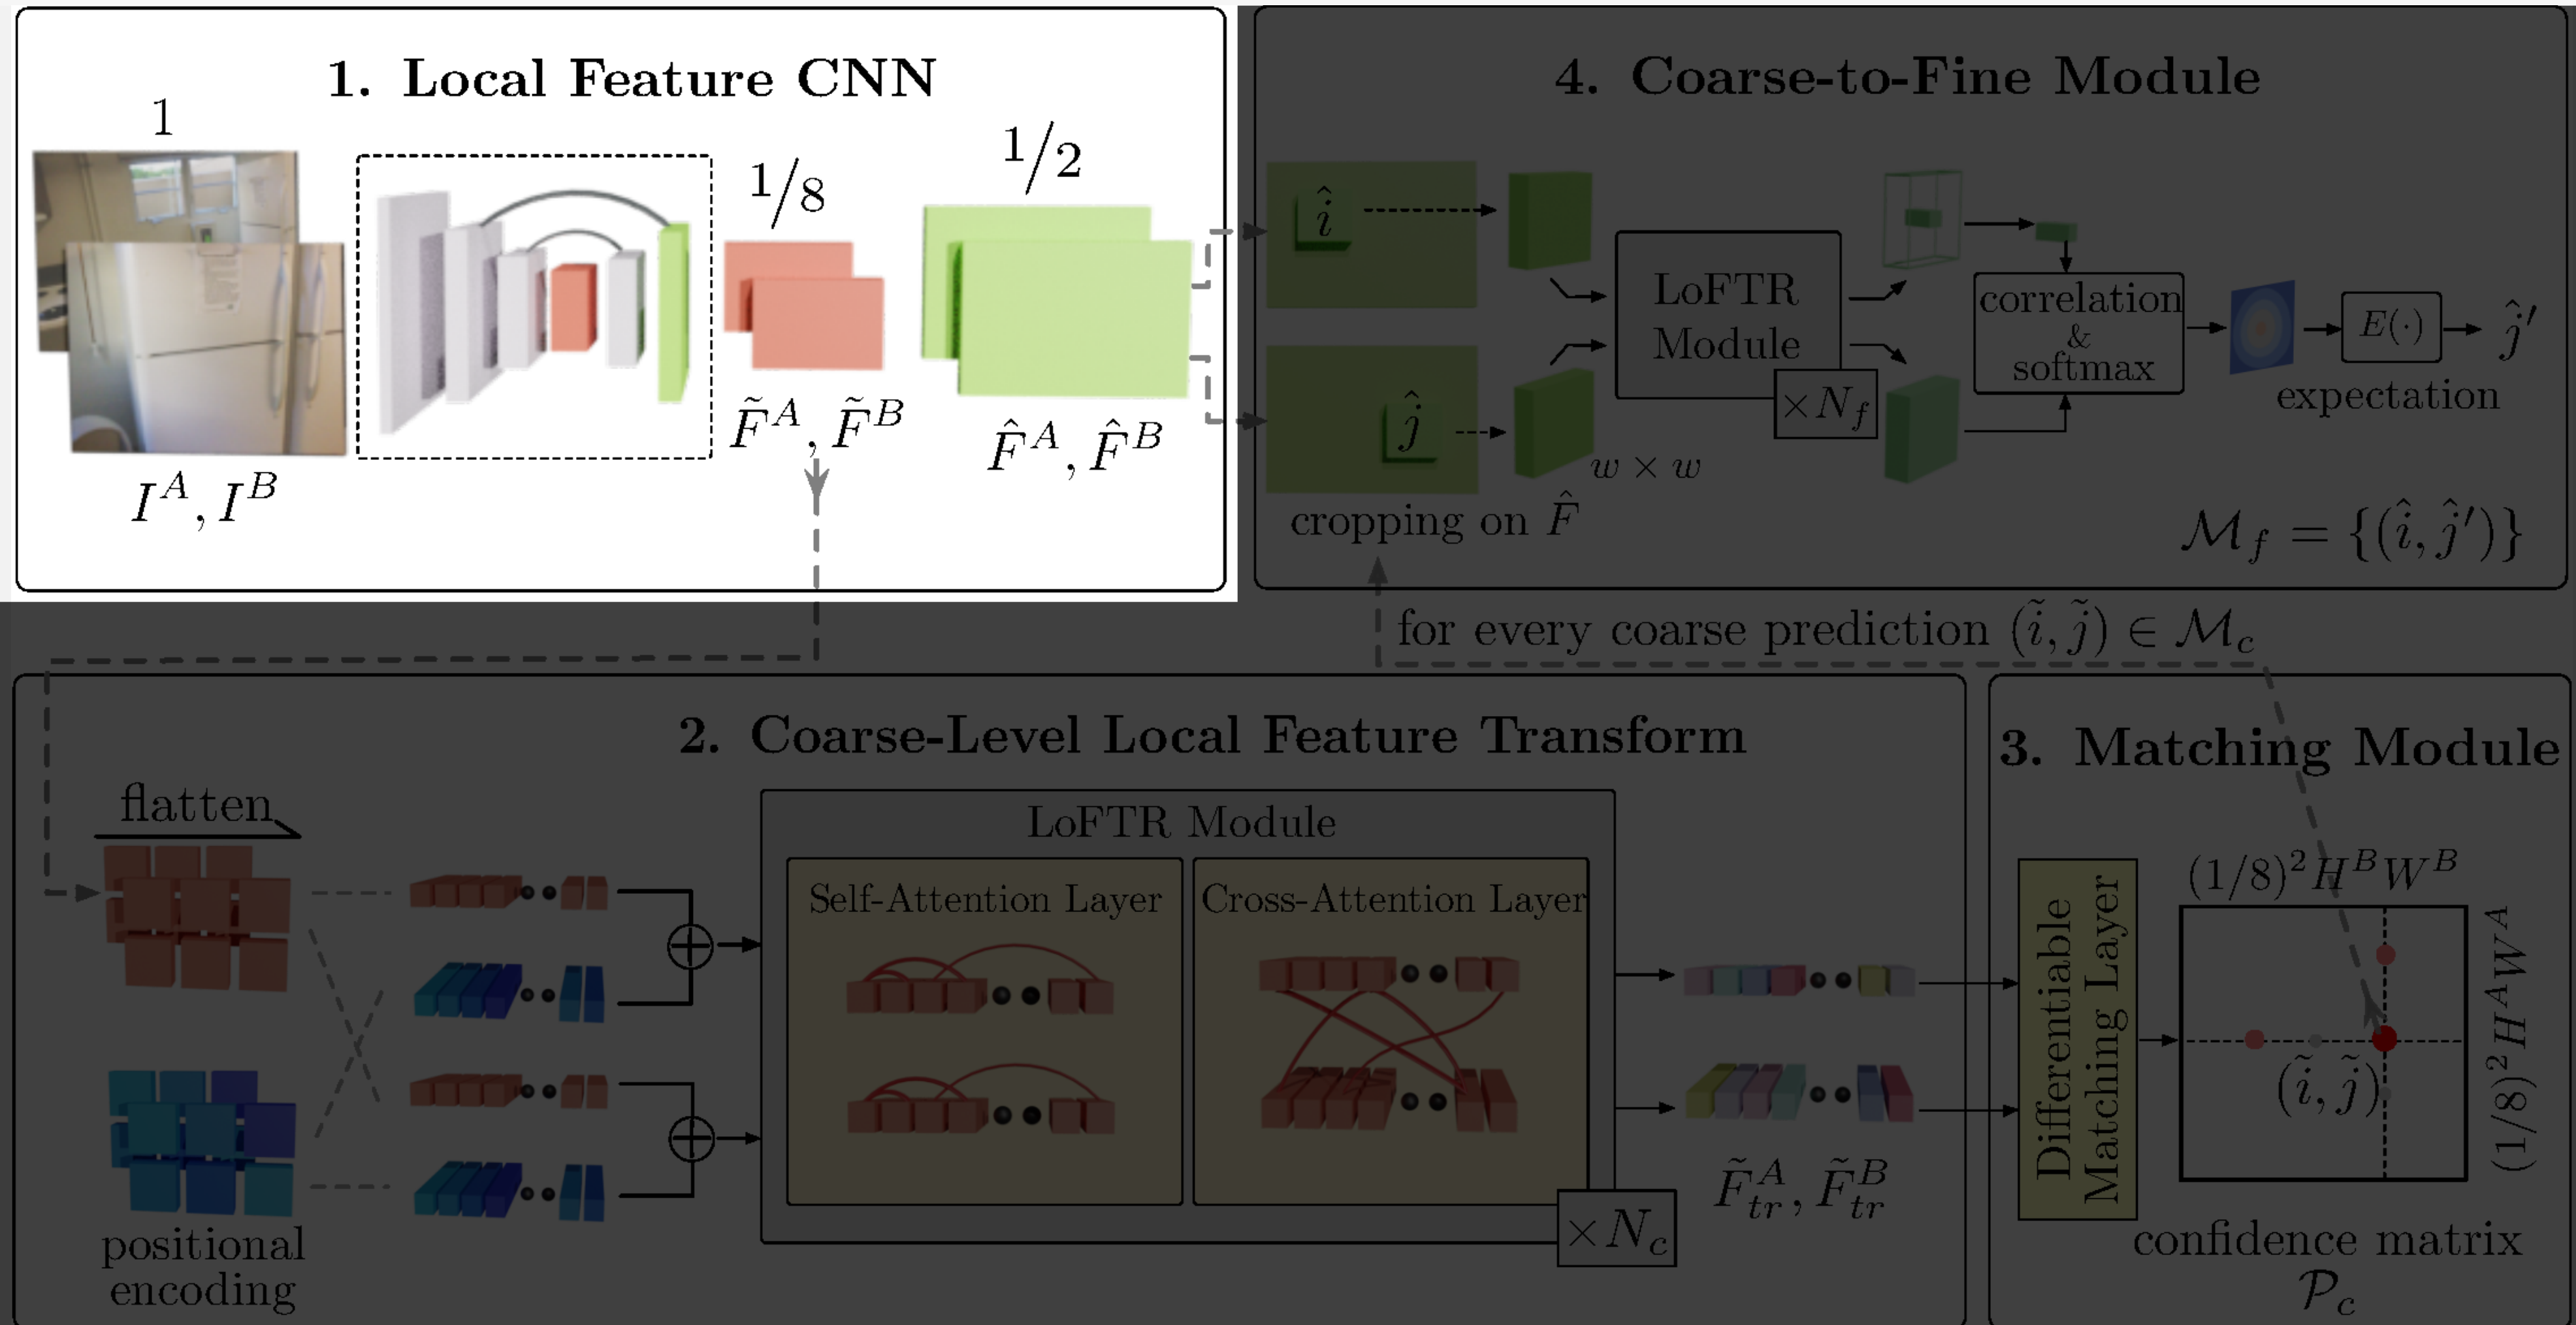 1. Local Feature CNN
1
1/8
1/2
I^A, I^B
F̃^A, F̃^B
F̂^A, F̂^B
4. Coarse-to-Fine Module
î
ĵ
LoFTR
Module
×N_f
w × w
cropping on F̂
correlation
&
softmax
E(·)
ĵ′
expectation
M_f = {(î, ĵ′)}
for every coarse prediction (ĩ, j̃) ∈ M_c
2. Coarse-Level Local Feature Transform
flatten
positional
encoding
LoFTR Module
Self-Attention Layer
Cross-Attention Layer
×N_c
F̃^A_tr, F̃^B_tr
3. Matching Module
Differentiable
Matching Layer
(1/8)²H^B W^B
(1/8)²H^A W^A
(ĩ, j̃)
confidence matrix
P_c